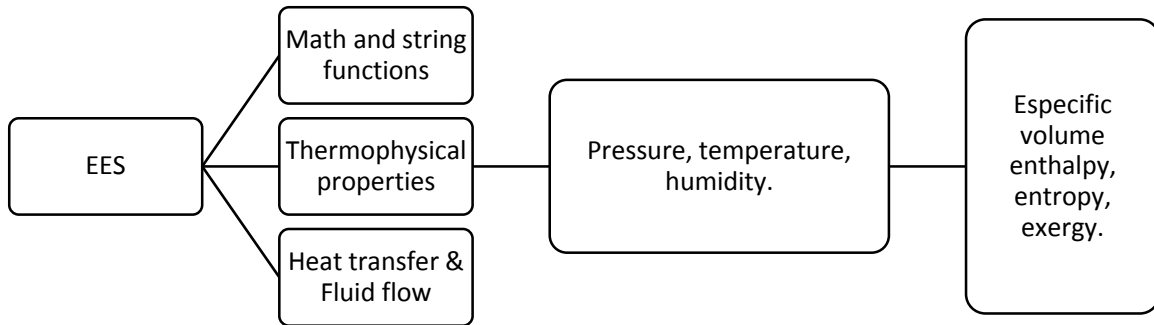 EES
Math and string
functions
Thermophysical
properties
Heat transfer &
Fluid flow
Pressure, temperature,
humidity.
Especific
volume
enthalpy,
entropy,
exergy.